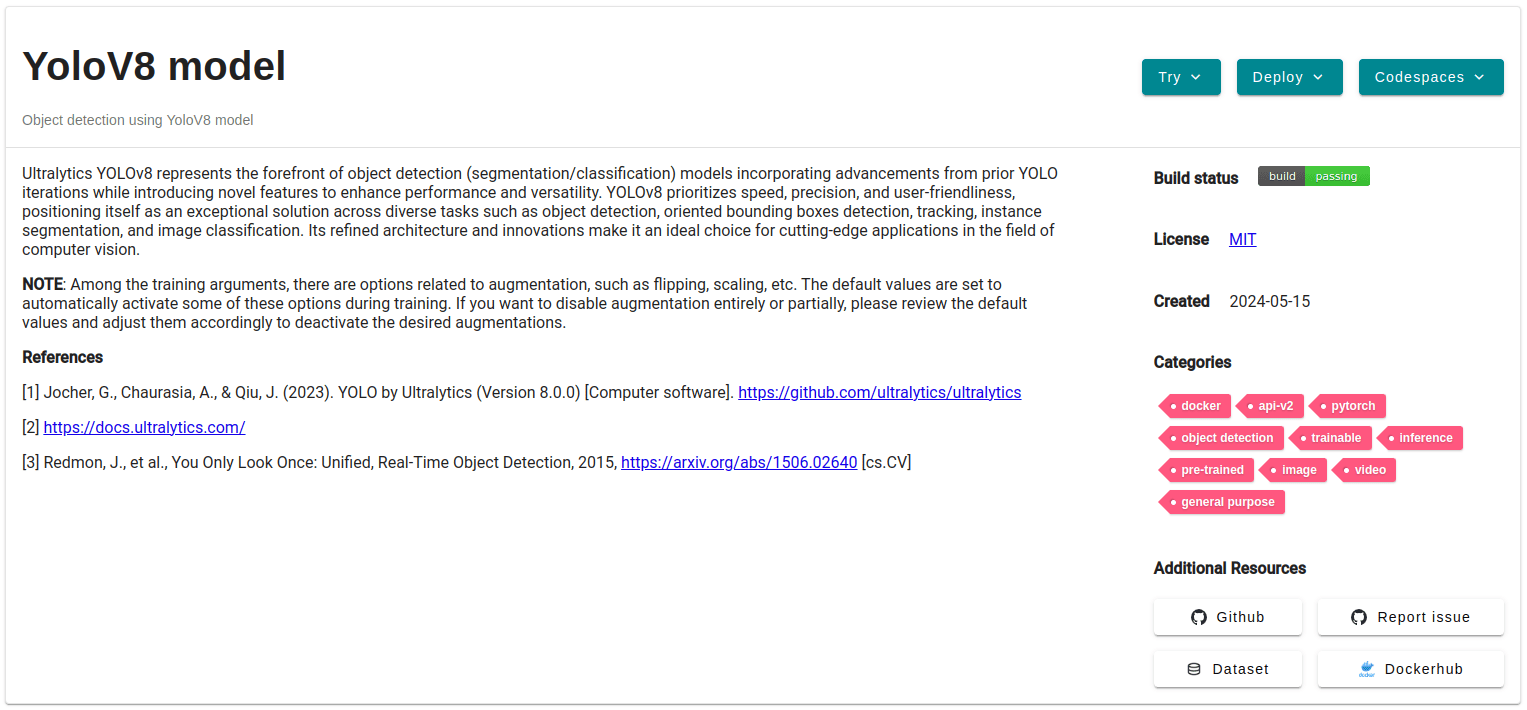 YoloV8 model
Try
Deploy
Codespaces
Object detection using YoloV8 model
Ultralytics YOLOv8 represents the forefront of object detection (segmentation/classification) models incorporating advancements from prior YOLO
iterations while introducing novel features to enhance performance and versatility. YOLOv8 prioritizes speed, precision, and user-friendliness,
positioning itself as an exceptional solution across diverse tasks such as object detection, oriented bounding boxes detection, tracking, instance
segmentation, and image classification. Its refined architecture and innovations make it an ideal choice for cutting-edge applications in the field of
computer vision.
NOTE: Among the training arguments, there are options related to augmentation, such as flipping, scaling, etc. The default values are set to
automatically activate some of these options during training. If you want to disable augmentation entirely or partially, please review the default
values and adjust them accordingly to deactivate the desired augmentations.
References
[1] Jocher, G., Chaurasia, A., & Qiu, J. (2023). YOLO by Ultralytics (Version 8.0.0) [Computer software]. https://github.com/ultralytics/ultralytics
[2] https://docs.ultralytics.com/
[3] Redmon, J., et al., You Only Look Once: Unified, Real-Time Object Detection, 2015, https://arxiv.org/abs/1506.02640 [cs.CV]
Build status build passing
License MIT
Created 2024-05-15
Categories
docker api-v2 pytorch
object detection trainable inference
pre-trained image video
general purpose
Additional Resources
Github Report issue
Dataset docker Dockerhub